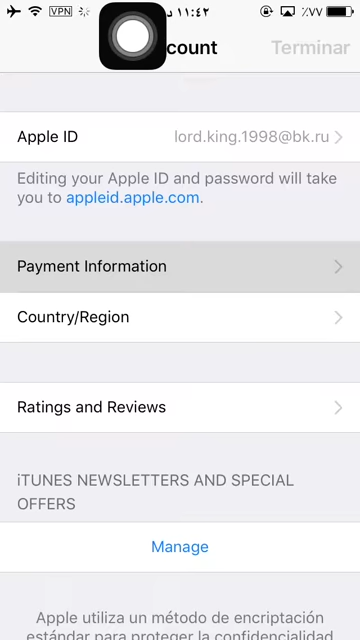 VPN ١١:٤٢ د ٪٧٧
count Terminar
Apple ID lord.king.1998@bk.ru
Editing your Apple ID and password will take
you to appleid.apple.com.
Payment Information
Country/Region
Ratings and Reviews
iTUNES NEWSLETTERS AND SPECIAL
OFFERS
Manage
Apple utiliza un método de encriptación
estándar para proteger la confidencialidad